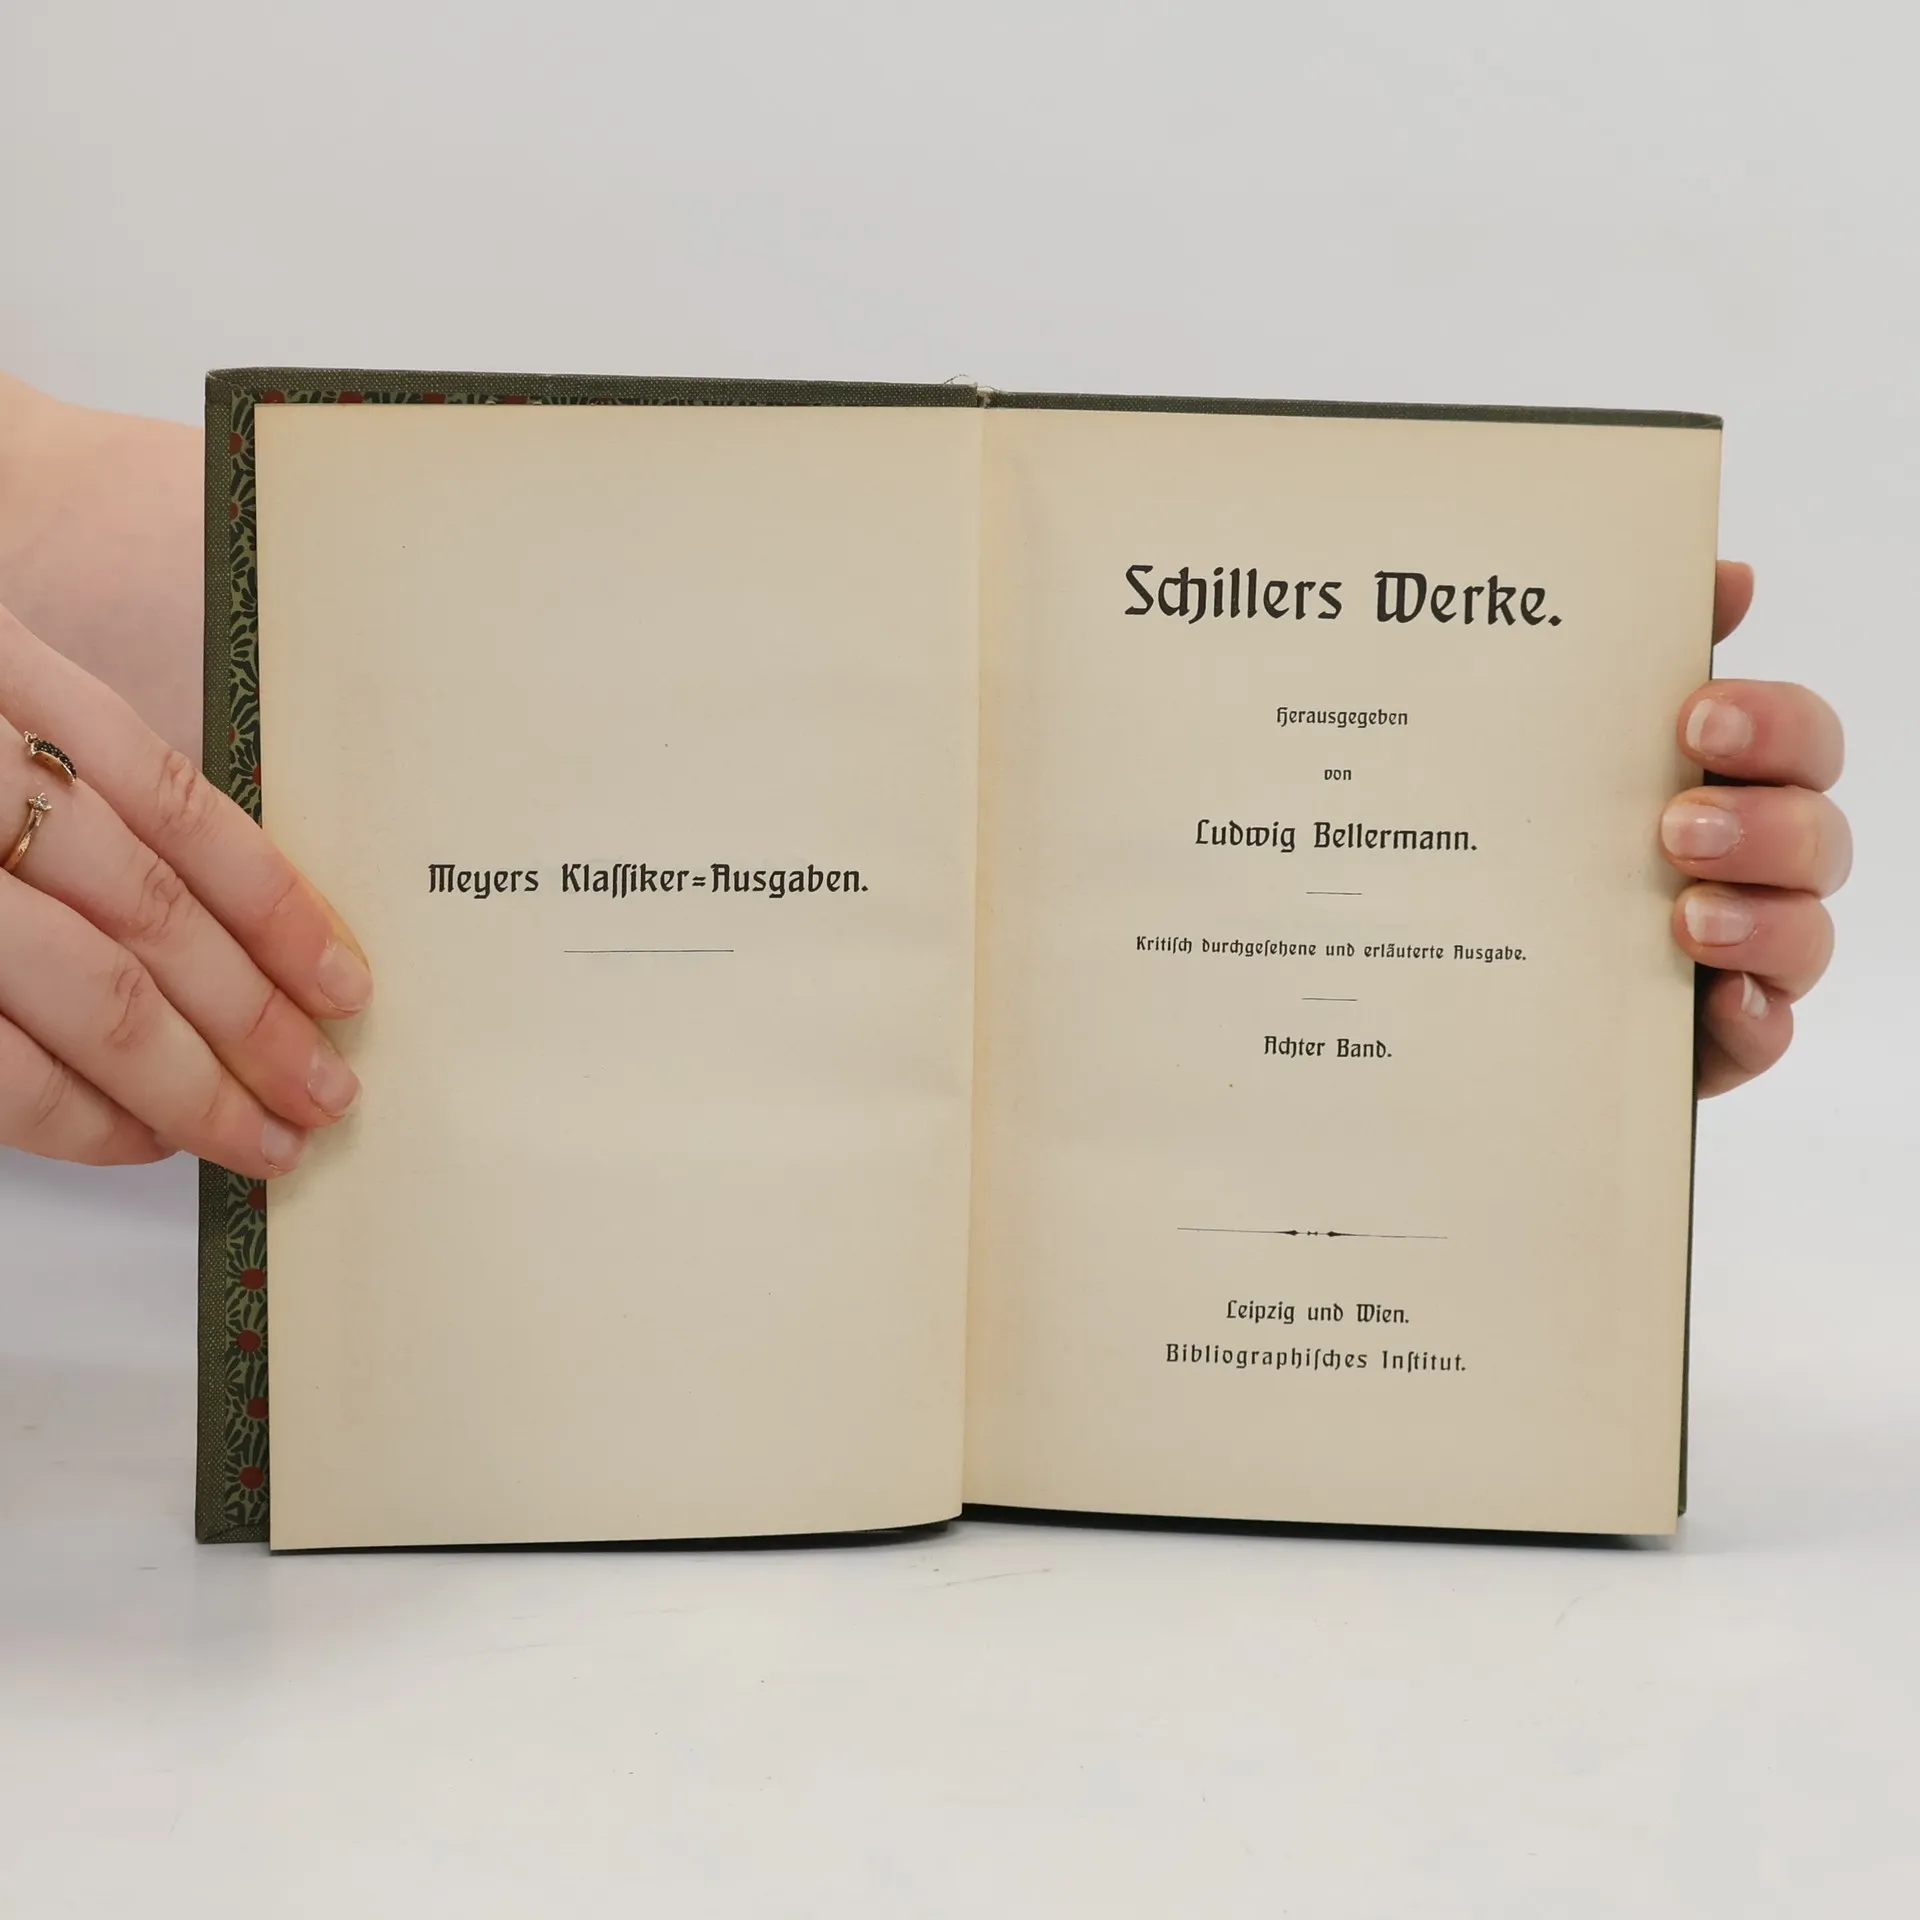 Meyers Klaſſiker=Ausgaben.
Schillers Werke.
Herausgegeben
von
Ludwig Bellermann.
Kritiſch durchgeſehene und erläuterte Ausgabe.
Achter Band.
Leipzig und Wien.
Bibliographiſches Inſtitut.